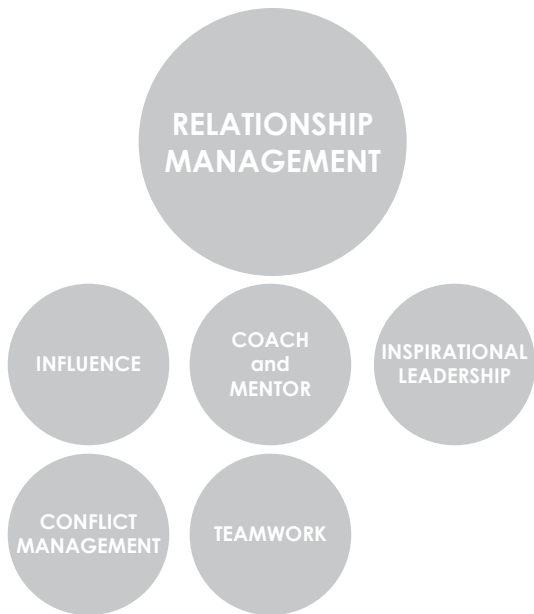 RELATIONSHIP
MANAGEMENT
INFLUENCE
COACH
and
MENTOR
INSPIRATIONAL
LEADERSHIP
CONFLICT
MANAGEMENT
TEAMWORK